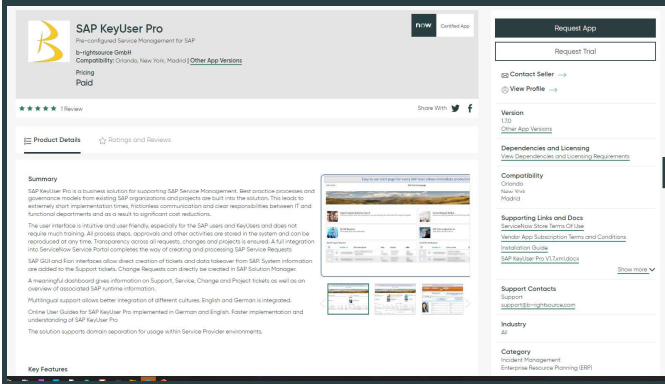 SAP KeyUser Pro
Pre-configured Service Management for SAP
b-rightsource GmbH
Compatibility: Orlando, New York, Madrid | Other App Versions
Pricing
Paid
now Certified App
1 Review
Share With
Product Details
Ratings and Reviews
Summary
SAP KeyUser Pro is a business solution for supporting SAP Service Management. Best practice processes and
governance models from existing SAP organizations and projects are built into the solution. This leads to
extremely short implementation times, frictionless communication and clear responsibilities between IT and
functional departments and as a result to significant cost reductions.
The user interface is intuitive and user friendly, especially for the SAP users and KeyUsers and does not
require much training. All process steps, approvals and other activities are stored in the system and can be
reproduced at any time. Transparency across all requests, changes and projects is ensured. A full integration
into ServiceNow Service Portal completes the way of creating and processing SAP Service Requests
SAP GUI and Fiori interfaces allow direct creation of tickets and data takeover from SAP. System information
are added to the Support tickets. Change Requests can directly be created in SAP Solution Manager.
A meaningful dashboard gives information on Support, Service, Change and Project tickets as well as an
overview of associated SAP runtime information.
Multilingual support allows better integration of different cultures. English and German is integrated.
Online User Guides for SAP KeyUser Pro implemented in German and English. Faster implementation and
understanding of SAP KeyUser Pro
The solution supports domain separation for usage within Service Provider environments.
Key Features
Request App
Request Trial
Contact Seller
View Profile
Version
1.7.0
Other App Versions
Dependencies and Licensing
View Dependencies and Licensing Requirements
Compatibility
Orlando
New York
Madrid
Supporting Links and Docs
ServiceNow Store Terms Of Use
Vendor App Subscription Terms and Conditions
Installation Guide
SAP KeyUser Pro V1.7.xml.docx
Show more
Support Contacts
Support
support@b-rightsource.com
Industry
All
Category
Incident Management
Enterprise Resource Planning (ERP)